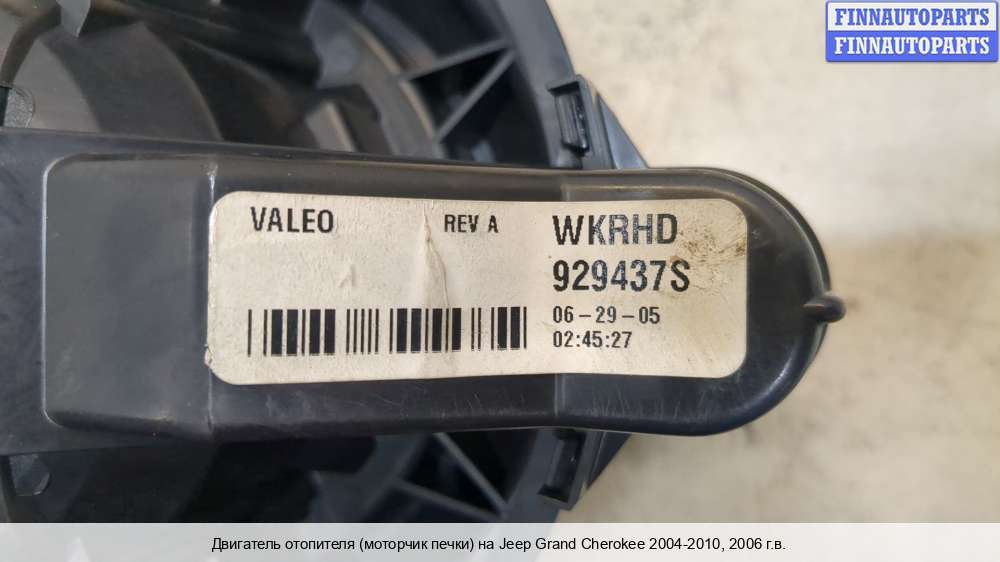 FINNAUTOPARTS
FINNAUTOPARTS
VALEO
REV A
WKRHD
929437S
06-29-05
02:45:27
Двигатель отопителя (моторчик печки) на Jeep Grand Cherokee 2004-2010, 2006 г.в.